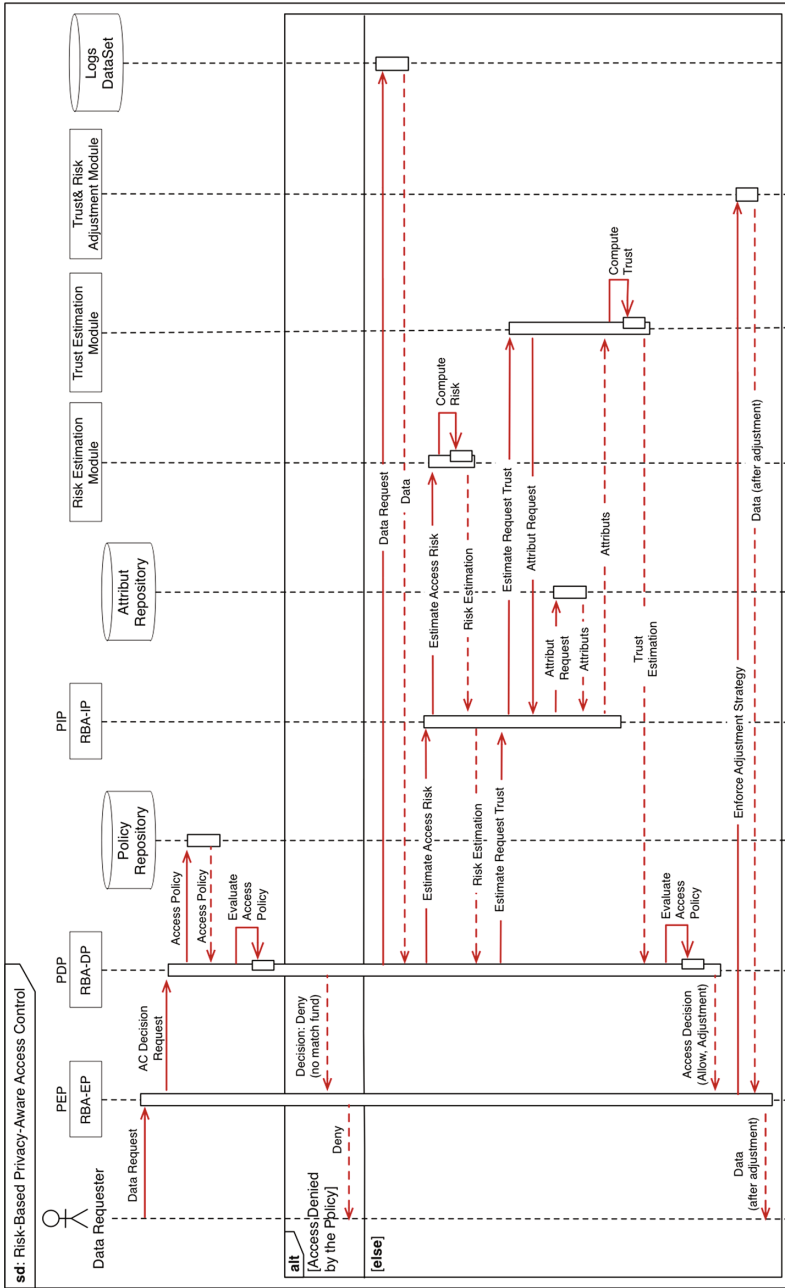 sd: Risk-Based Privacy-Aware Access Control
Data Requester
PEP
RBA-EP
PDP
RBA-DP
Policy
Repository
PIP
RBA-IP
Attribut
Repository
Risk Estimation
Module
Trust Estimation
Module
Trust& Risk
Adjustment Module
Logs
DataSet
Data Request
AC Decision
Request
Access Policy
Access Policy
Evaluate
Access
Policy
alt
[Access Denied
by the Policy]
Decision: Deny
(no match fund)
Deny
[else]
Data Request
Data
Estimate Access Risk
Estimate Access Risk
Compute
Risk
Risk Estimation
Risk Estimation
Estimate Request Trust
Estimate Request Trust
Attribut Request
Attribut
Request
Attributs
Attributs
Compute
Trust
Trust
Estimation
Evaluate
Access
Policy
Access Decision
(Allow, Adjustment)
Enforce Adjustment Strategy
Data (after adjustment)
Data
(after adjustment)